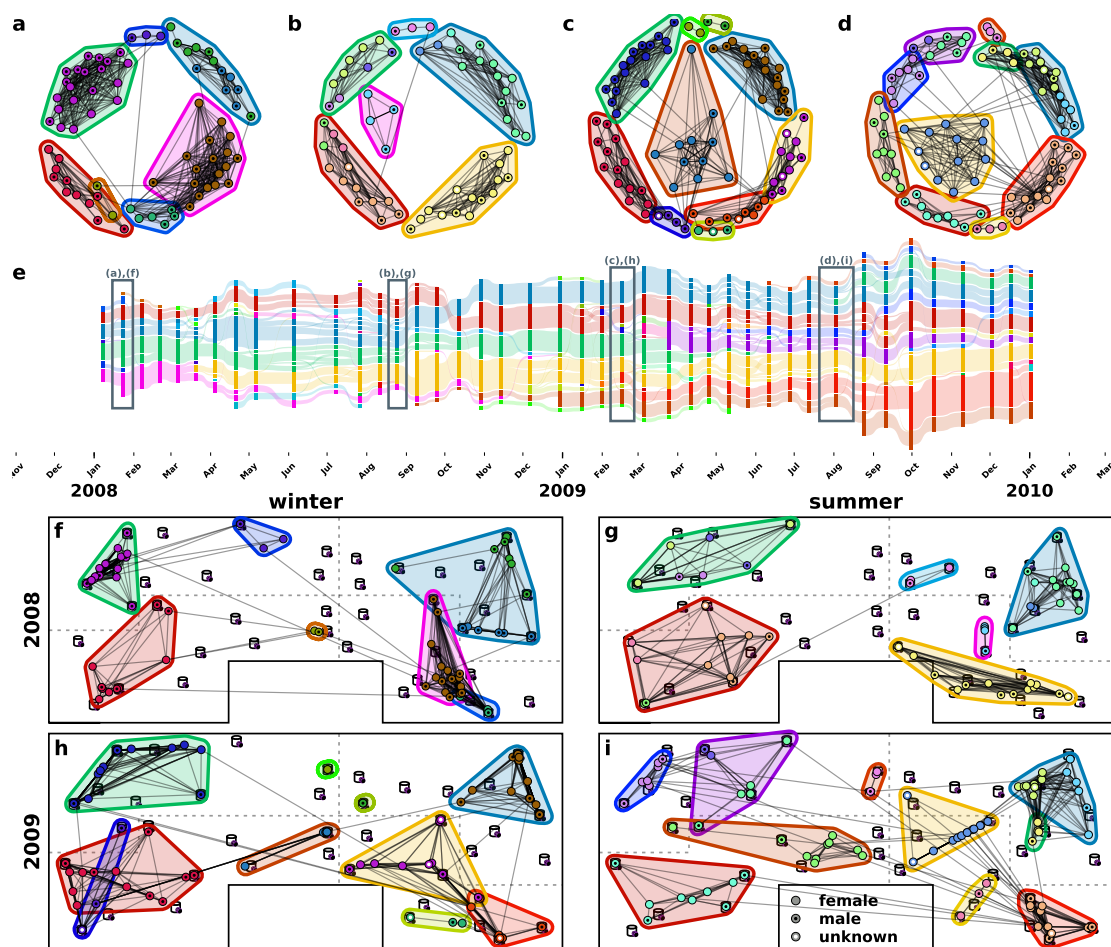 a b c d
e
(a),(f) (b),(g) (c),(h) (d),(i)
Nov Dec Jan Feb Mar Apr May Jun Jul Aug Sep Oct Nov Dec Jan Feb Mar Apr May Jun Jul Aug Sep Oct Nov Dec Jan Feb Mar
2008 2009 2010
winter summer
2008
f g
2009
h i
female
male
unknown